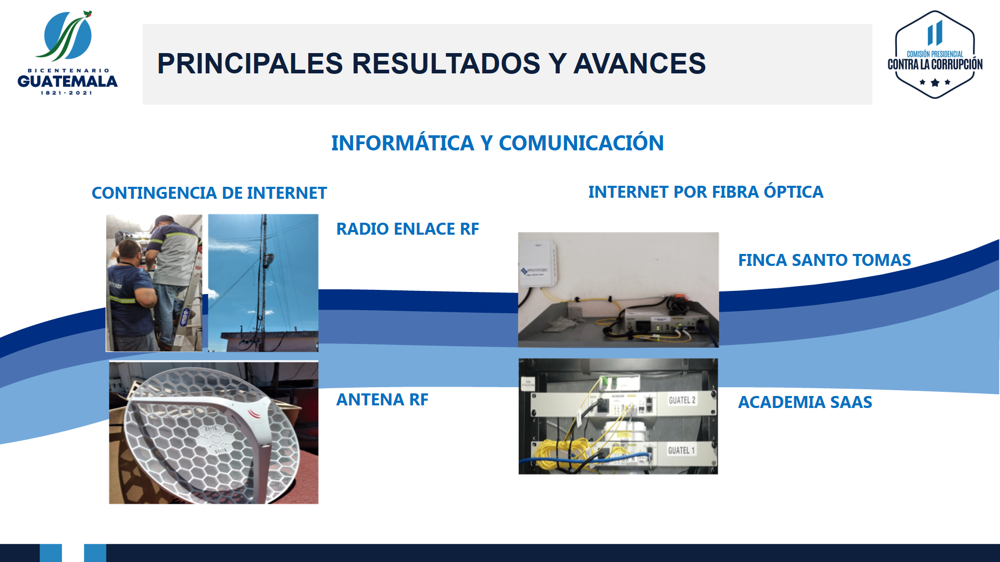 BICENTENARIO
GUATEMALA
1821-2021
PRINCIPALES RESULTADOS Y AVANCES
COMISIÓN PRESIDENCIAL
CONTRA LA CORRUPCIÓN
INFORMÁTICA Y COMUNICACIÓN
CONTINGENCIA DE INTERNET
RADIO ENLACE RF
ANTENA RF
INTERNET POR FIBRA ÓPTICA
BROADCOM
FINCA SANTO TOMAS
GUATEL 2
GUATEL 1
ACADEMIA SAAS